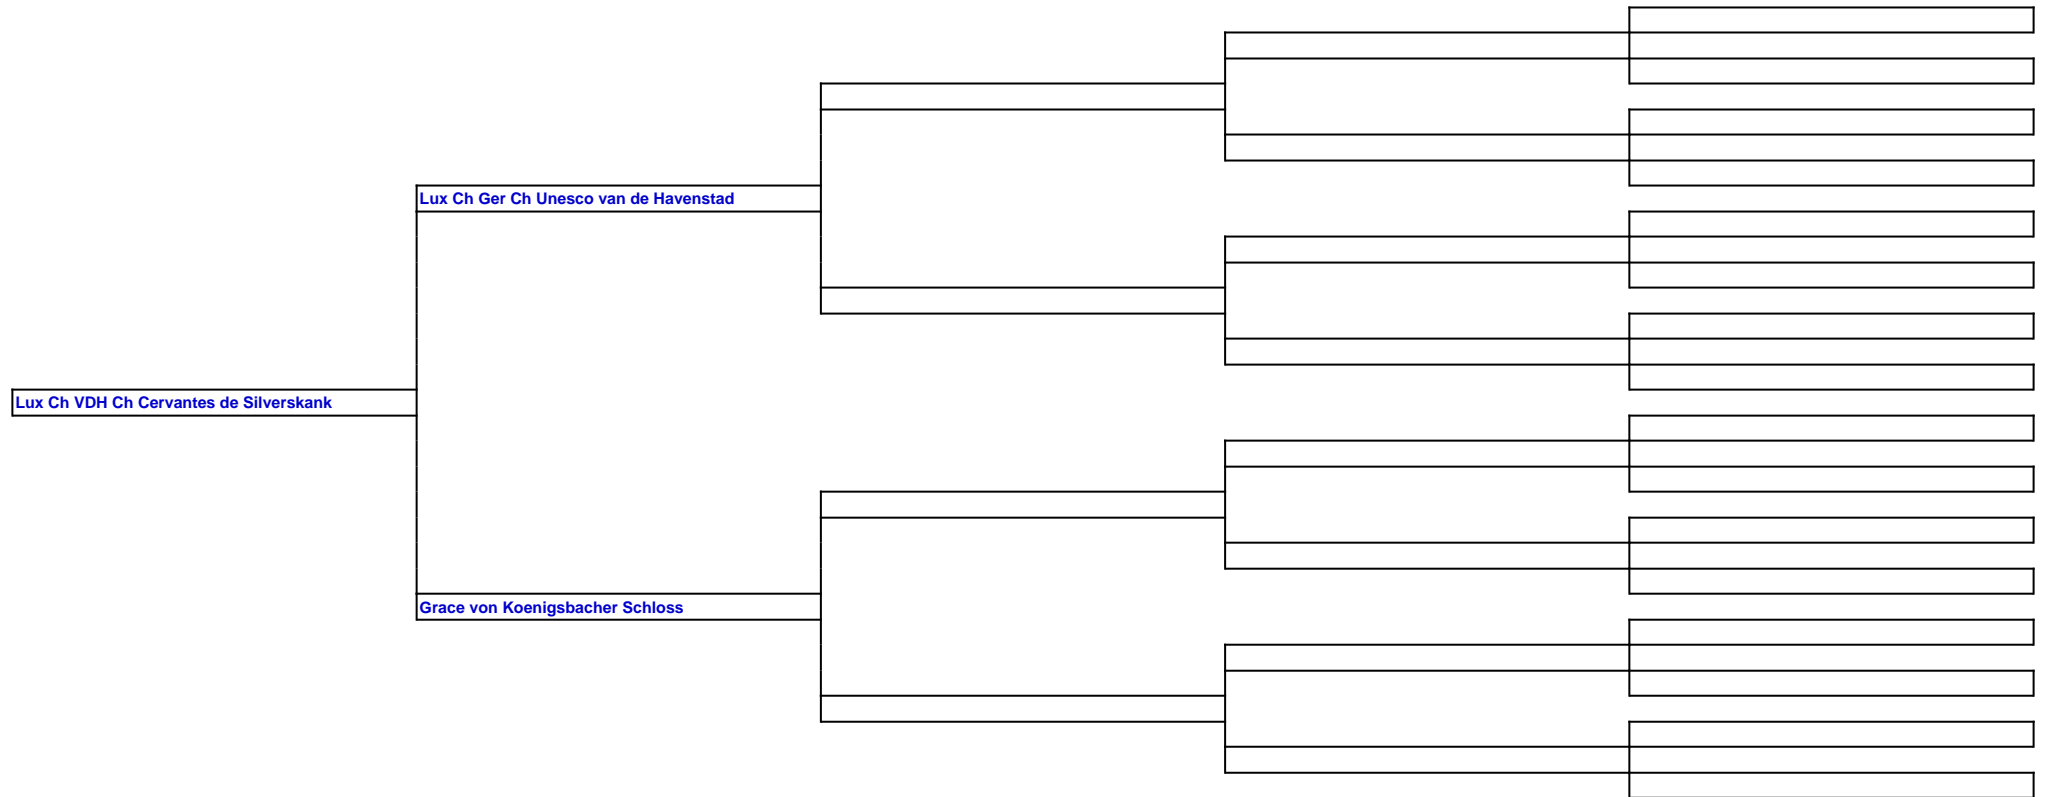 Lux Ch Ger Ch Unesco van de Havenstad
Lux Ch VDH Ch Cervantes de Silverskank
Grace von Koenigsbacher Schloss